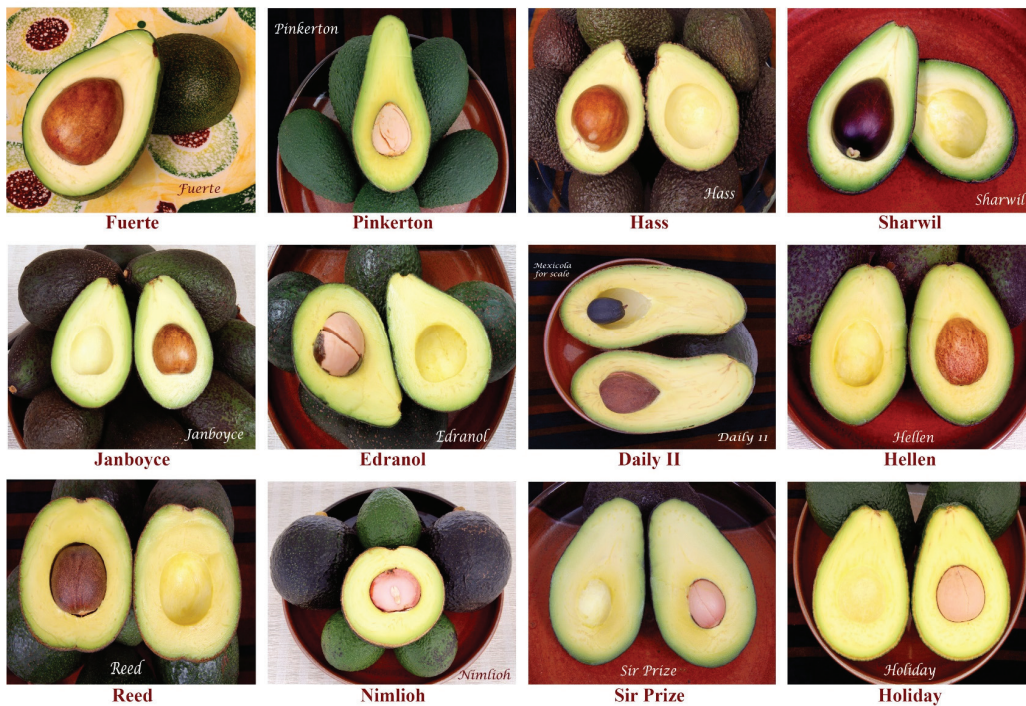 Fuerte
Pinkerton
Hass
Sharwil
Fuerte
Pinkerton
Hass
Sharwil
Janboyce
Edranol
Mexicola
for scale
Daily 11
Hellen
Janboyce
Edranol
Daily II
Hellen
Reed
Nimlioh
Sir Prize
Holiday
Reed
Nimlioh
Sir Prize
Holiday